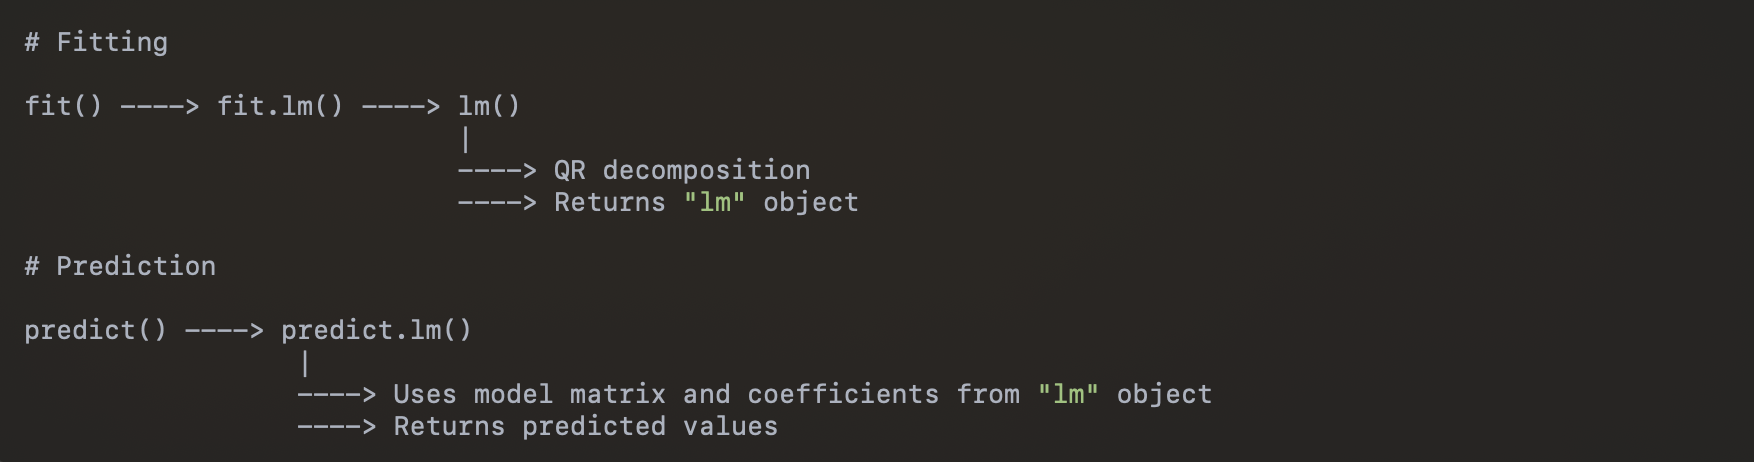 # Fitting
fit() ----> fit.lm() ----> lm()
|
----> QR decomposition
----> Returns "lm" object
# Prediction
predict() ----> predict.lm()
|
----> Uses model matrix and coefficients from "lm" object
----> Returns predicted values